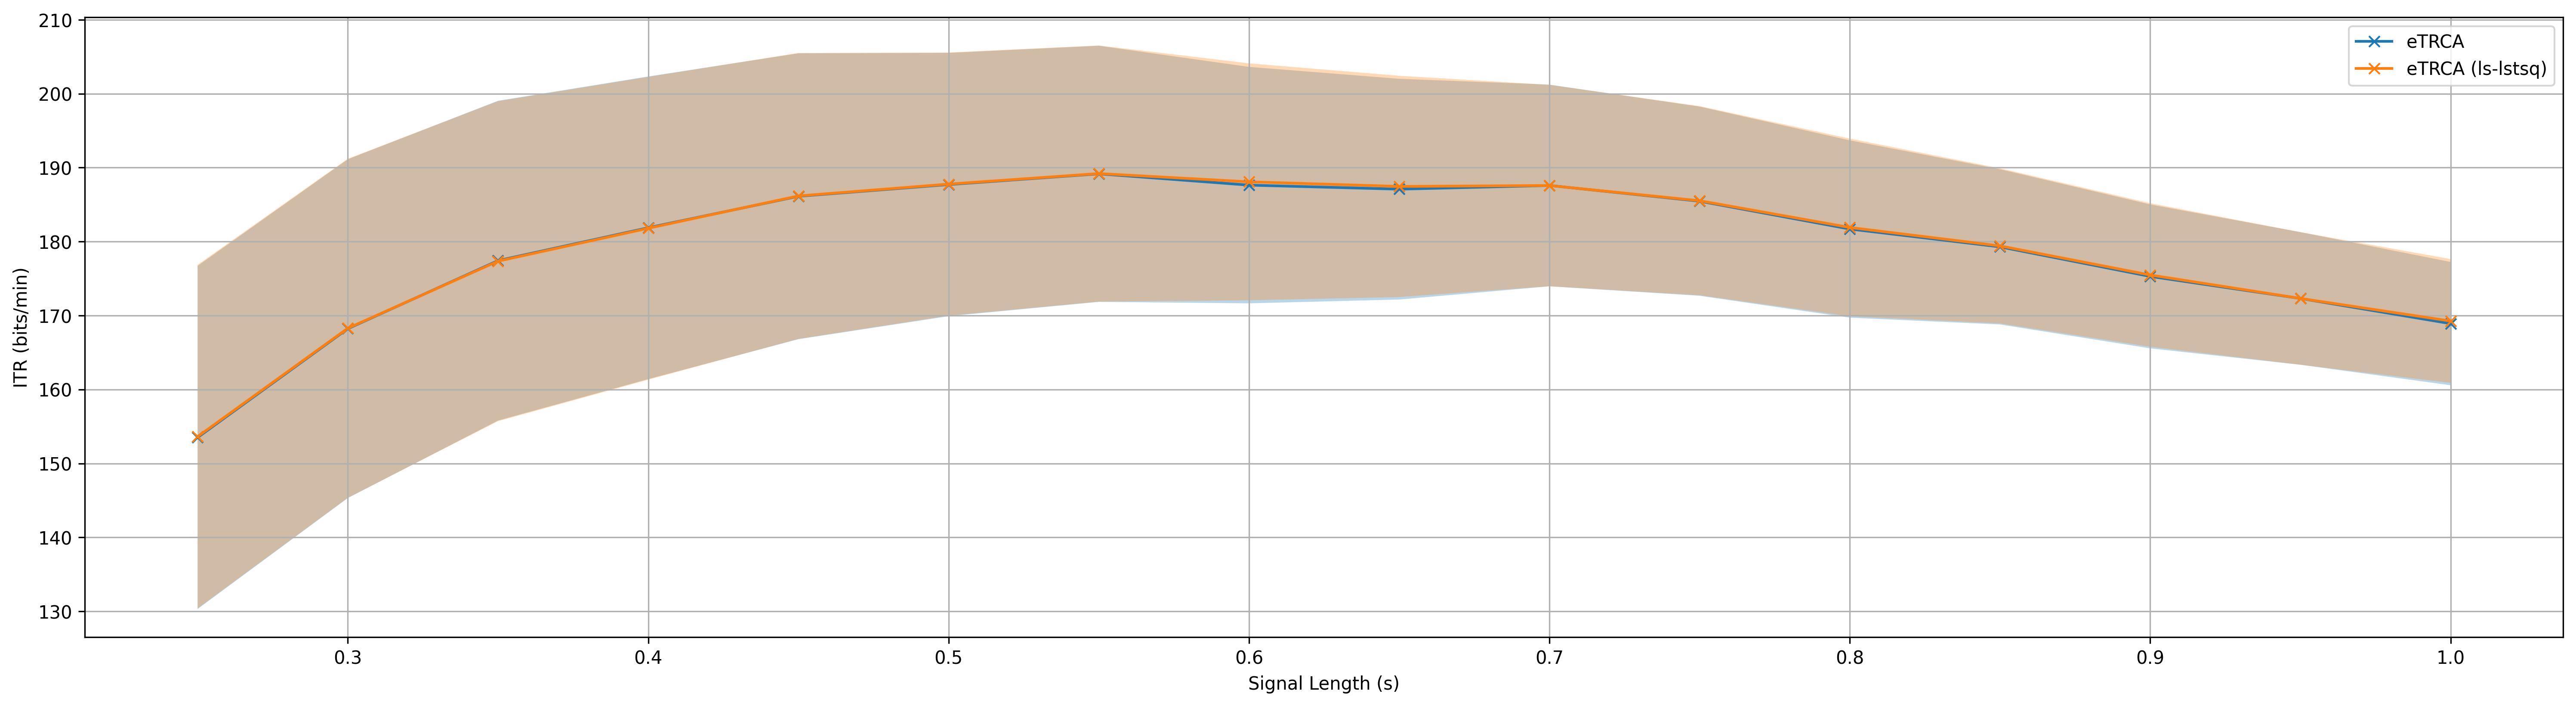 210
200
190
180
170
160
150
140
130
ITR (bits/min)
eTRCA
eTRCA (ls-lstsq)
0.3 0.4 0.5 0.6 0.7 0.8 0.9 1.0
Signal Length (s)